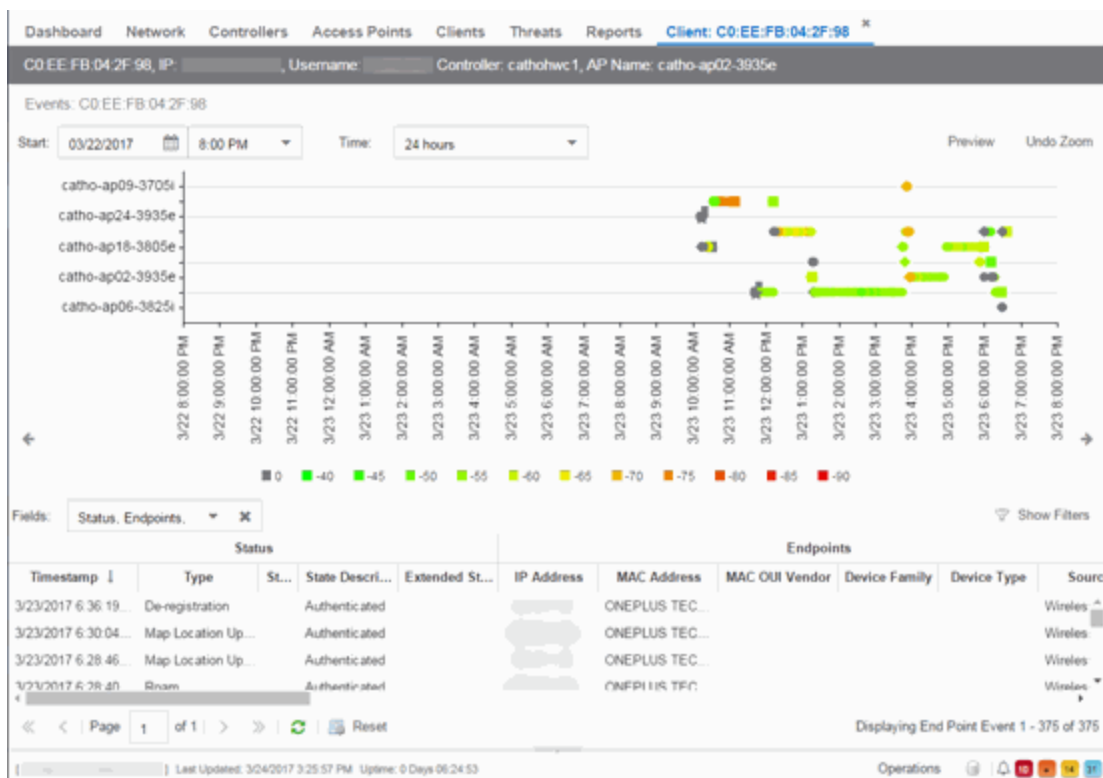 Dashboard Network Controllers Access Points Clients Threats Reports Client: C0:EE:FB:04:2F:98
C0:EE:FB:04:2F:98, IP: , Username: Controller: cathohwc1, AP Name: catho-ap02-3935e
Events: C0:EE:FB:04:2F:98
Start: 03/22/2017 8:00 PM Time: 24 hours Preview Undo Zoom
catho-ap09-3705i
catho-ap24-3935e
catho-ap18-3805e
catho-ap02-3935e
catho-ap06-3825i
3/22 8:00:00 PM
3/22 9:00:00 PM
3/22 10:00:00 PM
3/22 11:00:00 PM
3/23 12:00:00 AM
3/23 1:00:00 AM
3/23 2:00:00 AM
3/23 3:00:00 AM
3/23 4:00:00 AM
3/23 5:00:00 AM
3/23 6:00:00 AM
3/23 7:00:00 AM
3/23 8:00:00 AM
3/23 9:00:00 AM
3/23 10:00:00 AM
3/23 11:00:00 AM
3/23 12:00:00 PM
3/23 1:00:00 PM
3/23 2:00:00 PM
3/23 3:00:00 PM
3/23 4:00:00 PM
3/23 5:00:00 PM
3/23 6:00:00 PM
3/23 7:00:00 PM
3/23 8:00:00 PM
0 -40 -45 -50 -55 -60 -65 -70 -75 -80 -85 -90
Fields: Status, Endpoints, Show Filters
Status Endpoints
Timestamp ↓ Type St... State Descri... Extended St... IP Address MAC Address MAC OUI Vendor Device Family Device Type Sourc
3/23/2017 6:36:19... De-registration Authenticated ONEPLUS TEC... Wireles
3/23/2017 6:30:04... Map Location Up... Authenticated ONEPLUS TEC... Wireles
3/23/2017 6:28:46... Map Location Up... Authenticated ONEPLUS TEC... Wireles
3/23/2017 6:28:40 Roam Authenticated ONEPLUS TEC Wireles
Page 1 of 1 Reset Displaying End Point Event 1 - 375 of 375
Last Updated: 3/24/2017 3:25:57 PM Uptime: 0 Days 06:24:53 Operations 10 14 31